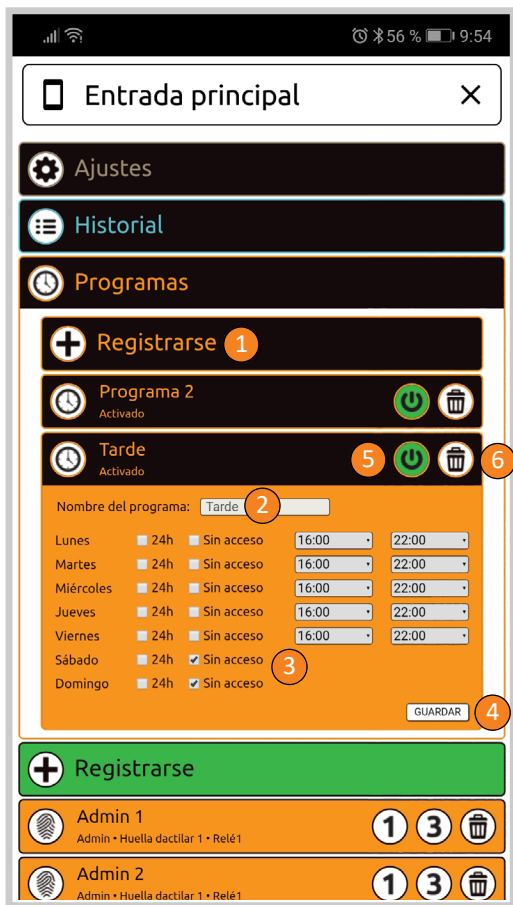 56 % 9:54
Entrada principal
Ajustes
Historial
Programas
Registrarse 1
Programa 2
Activado
Tarde
Activado
5 6
Nombre del programa: Tarde 2
Lunes 24h Sin acceso 16:00 22:00
Martes 24h Sin acceso 16:00 22:00
Miércoles 24h Sin acceso 16:00 22:00
Jueves 24h Sin acceso 16:00 22:00
Viernes 24h Sin acceso 16:00 22:00
Sábado 24h Sin acceso 3
Domingo 24h Sin acceso
GUARDAR 4
Registrarse
Admin 1
Admin • Huella dactilar 1 • Relé1
1 3
Admin 2
Admin • Huella dactilar 1 • Relé1
1 3